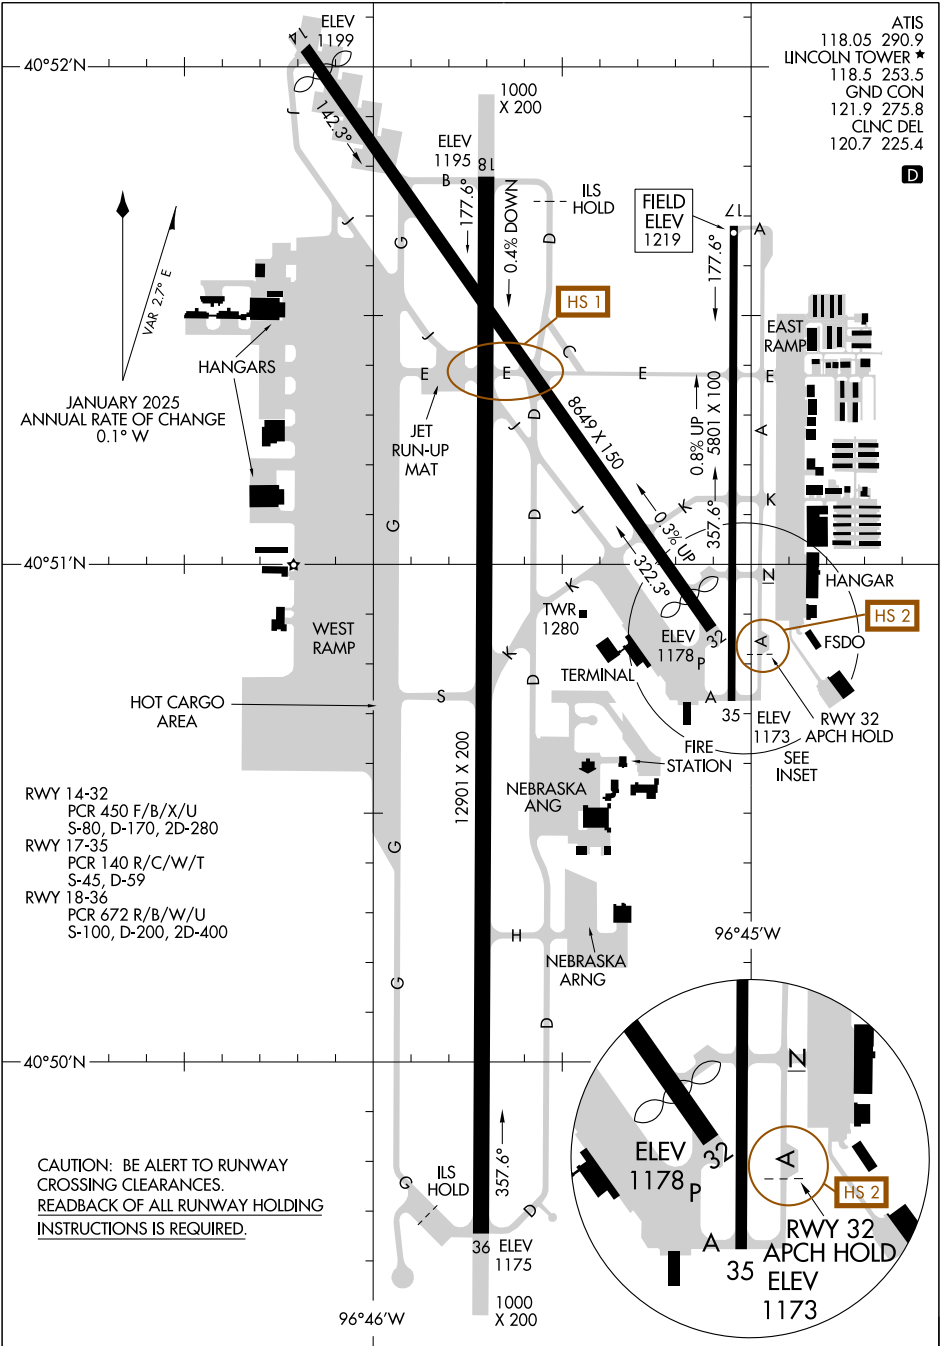 ATIS
118.05 290.9
LINCOLN TOWER ★
118.5 253.5
GND CON
121.9 275.8
CLNC DEL
120.7 225.4
D
ELEV
1199
14
40°52'N
142.3°
1000
X 200
ELEV
1195
18
B
177.6°
0.4% DOWN
ILS
HOLD
D
FIELD
ELEV
1219
17
A
177.6°
J
J
G
VAR 2.7° E
JANUARY 2025
ANNUAL RATE OF CHANGE
0.1° W
HANGARS
HS 1
J
C
E
E
E
E
EAST
RAMP
JET
RUN-UP
MAT
D
J
8649 X 150
0.8% UP
5801 X 100
A
G
D
J
K
K
0.3% UP
357.6°
40°51'N
322.3°
N
HANGAR
K
TWR
1280
WEST
RAMP
ELEV
1178
P
32
A
HS 2
FSDO
K
TERMINAL
D
S
A
35
ELEV
1173
RWY 32
APCH HOLD
HOT CARGO
AREA
SEE
INSET
FIRE
STATION
12901 X 200
NEBRASKA
ANG
RWY 14-32
PCR 450 F/B/X/U
S-80, D-170, 2D-280
RWY 17-35
PCR 140 R/C/W/T
S-45, D-59
RWY 18-36
PCR 672 R/B/W/U
S-100, D-200, 2D-400
G
H
96°45'W
NEBRASKA
ARNG
G
D
40°50'N
CAUTION: BE ALERT TO RUNWAY
CROSSING CLEARANCES.
READBACK OF ALL RUNWAY HOLDING
INSTRUCTIONS IS REQUIRED.
ILS
HOLD
357.6°
G
D
36
ELEV
1175
1000
X 200
96°46'W
N
ELEV
1178
P
32
A
HS 2
A
35
RWY 32
APCH HOLD
ELEV
1173